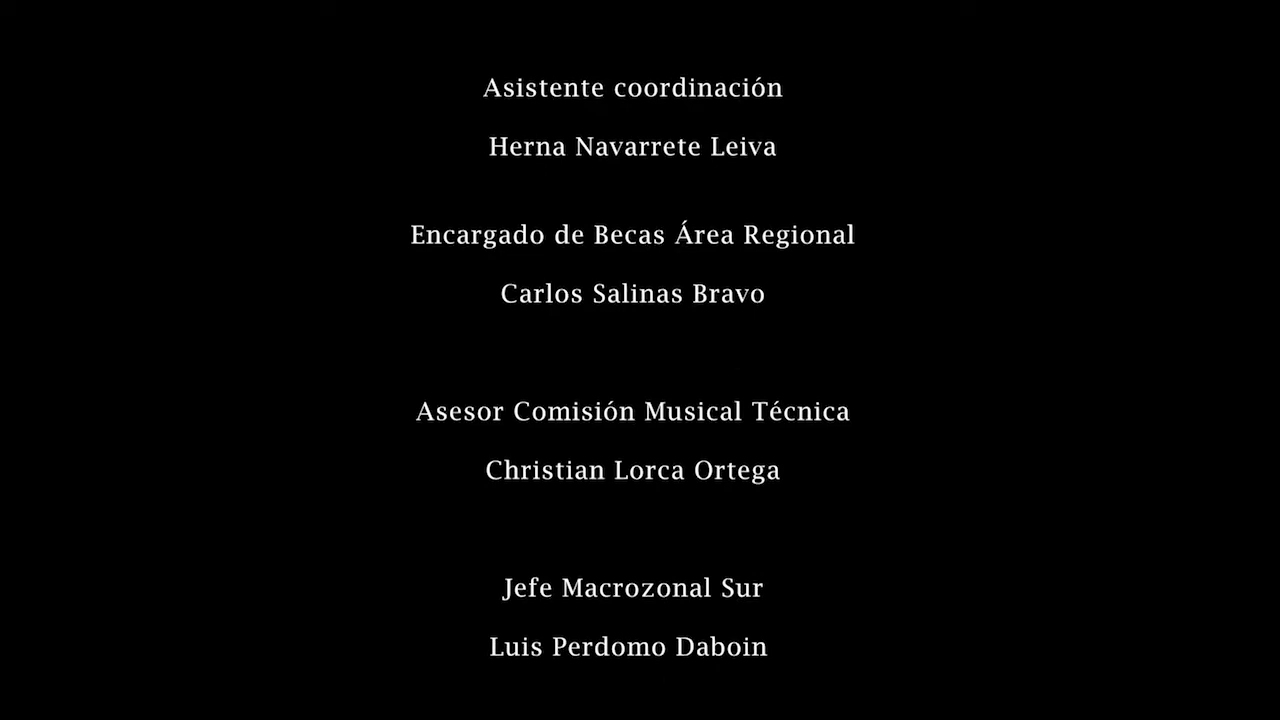 Asistente coordinación
Herna Navarrete Leiva
Encargado de Becas Área Regional
Carlos Salinas Bravo
Asesor Comisión Musical Técnica
Christian Lorca Ortega
Jefe Macrozonal Sur
Luis Perdomo Daboin